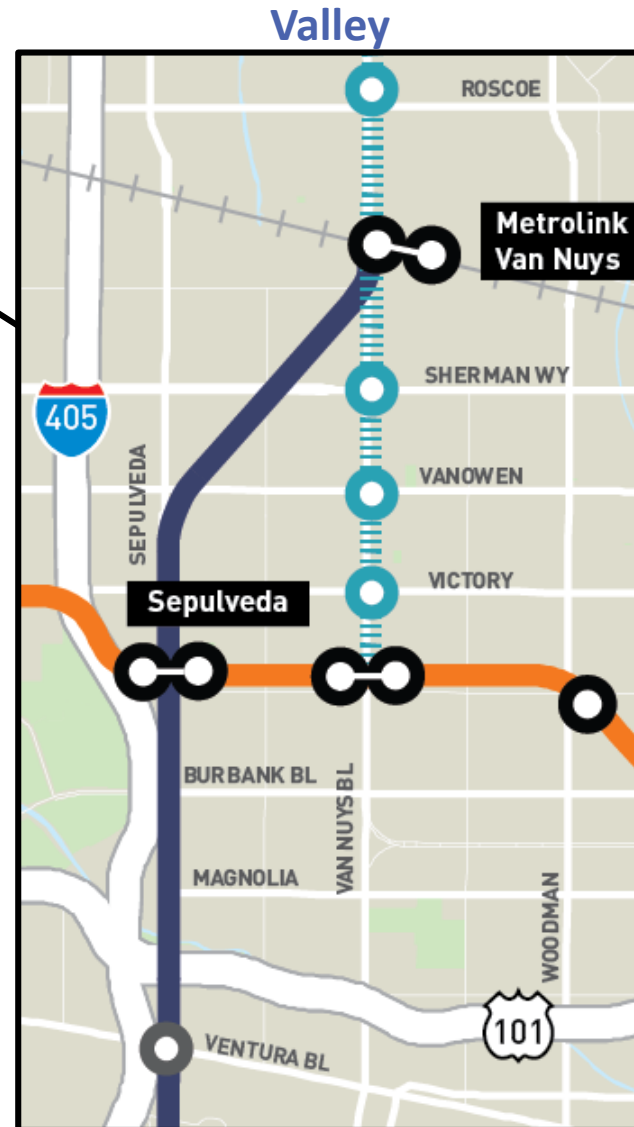 Valley
ROSCOE
Metrolink
Van Nuys
SHERMAN WY
405
SEPULVEDA
VANOWEN
VICTORY
Sepulveda
BURBANK BL
VAN NUYS BL
MAGNOLIA
WOODMAN
101
VENTURA BL